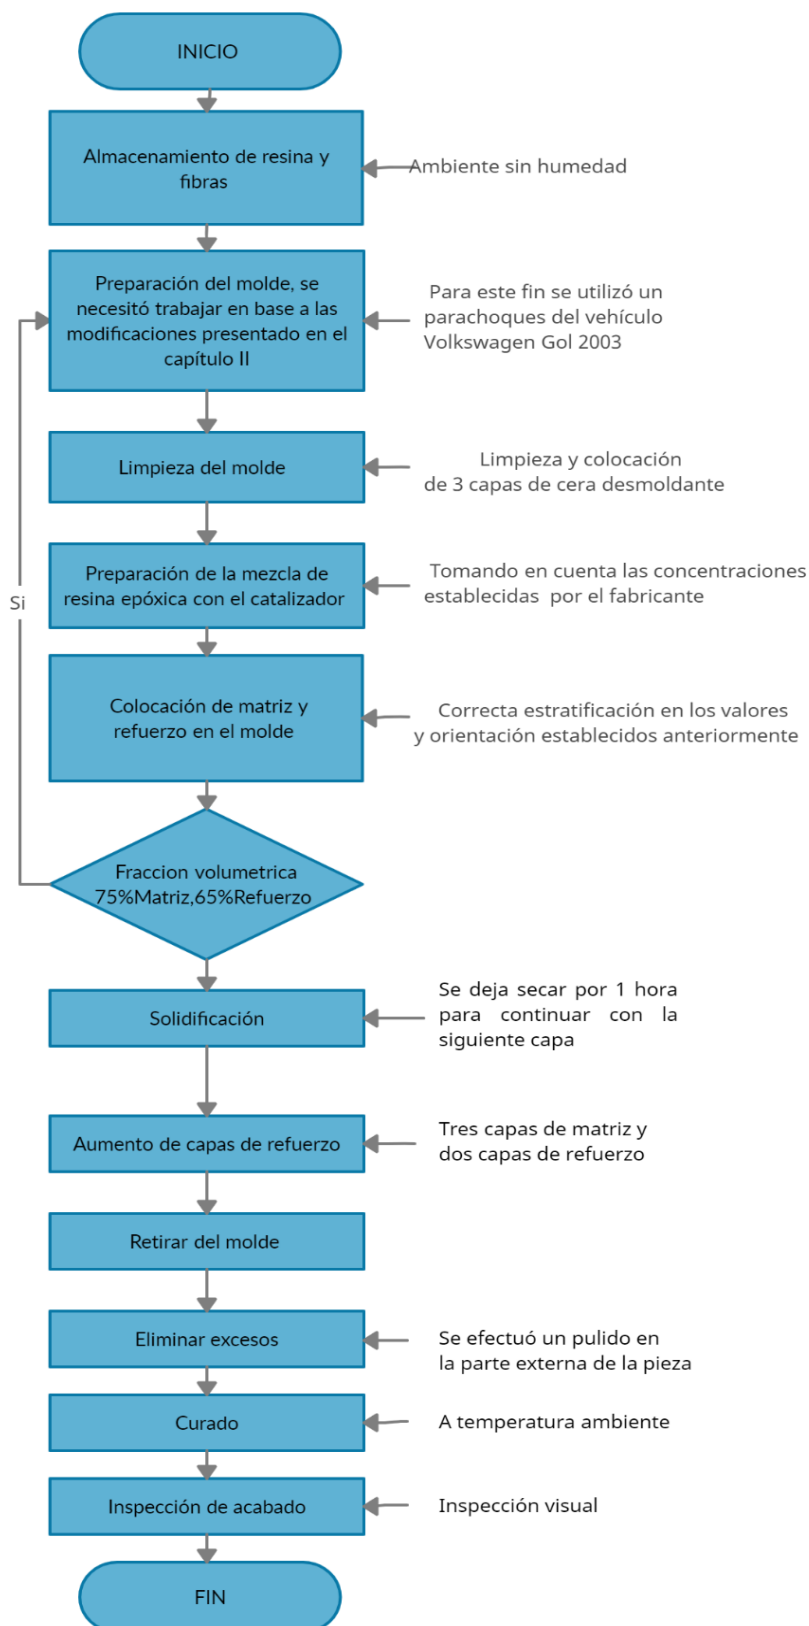 INICIO
Almacenamiento de resina y
fibras
Ambiente sin humedad
Preparación del molde, se
necesitó trabajar en base a las
modificaciones presentado en el
capítulo II
Para este fin se utilizó un
parachoques del vehículo
Volkswagen Gol 2003
Limpieza del molde
Limpieza y colocación
de 3 capas de cera desmoldante
Preparación de la mezcla de
resina epóxica con el catalizador
Tomando en cuenta las concentraciones
establecidas por el fabricante
Si
Colocación de matriz y
refuerzo en el molde
Correcta estratificación en los valores
y orientación establecidos anteriormente
Fraccion volumetrica
75%Matriz,65%Refuerzo
Solidificación
Se deja secar por 1 hora
para continuar con la
siguiente capa
Aumento de capas de refuerzo
Tres capas de matriz y
dos capas de refuerzo
Retirar del molde
Eliminar excesos
Se efectuó un pulido en
la parte externa de la pieza
Curado
A temperatura ambiente
Inspección de acabado
Inspección visual
FIN